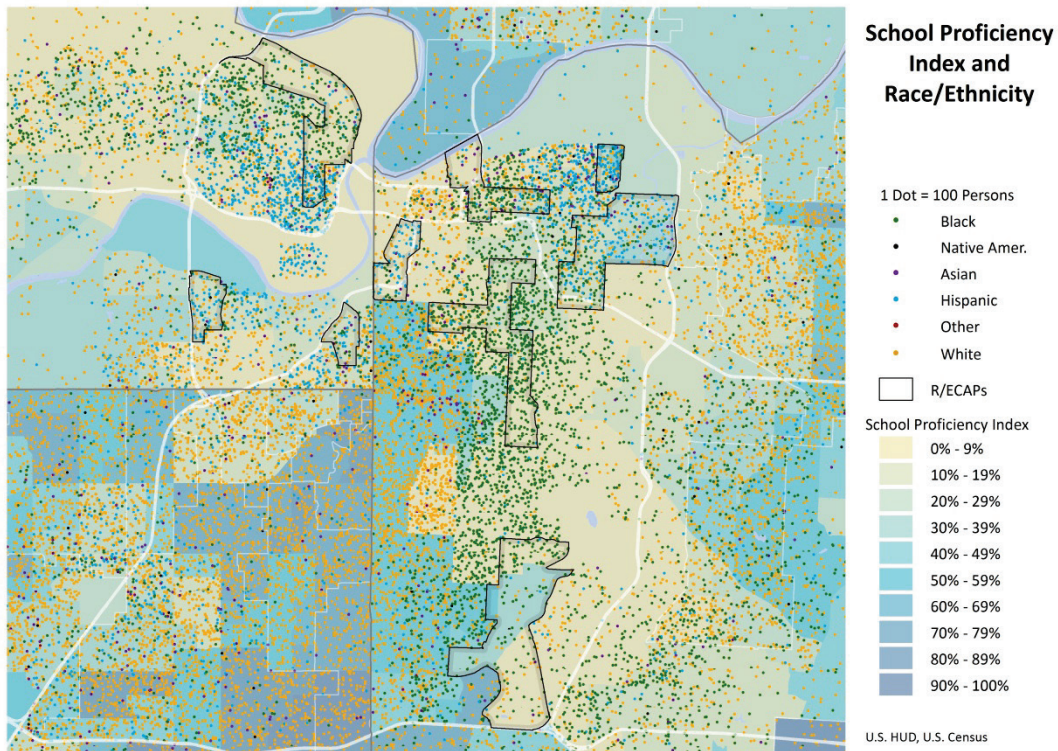 School Proficiency
Index and
Race/Ethnicity
1 Dot = 100 Persons
Black
Native Amer.
Asian
Hispanic
Other
White
R/ECAPs
School Proficiency Index
0% - 9%
10% - 19%
20% - 29%
30% - 39%
40% - 49%
50% - 59%
60% - 69%
70% - 79%
80% - 89%
90% - 100%
U.S. HUD, U.S. Census